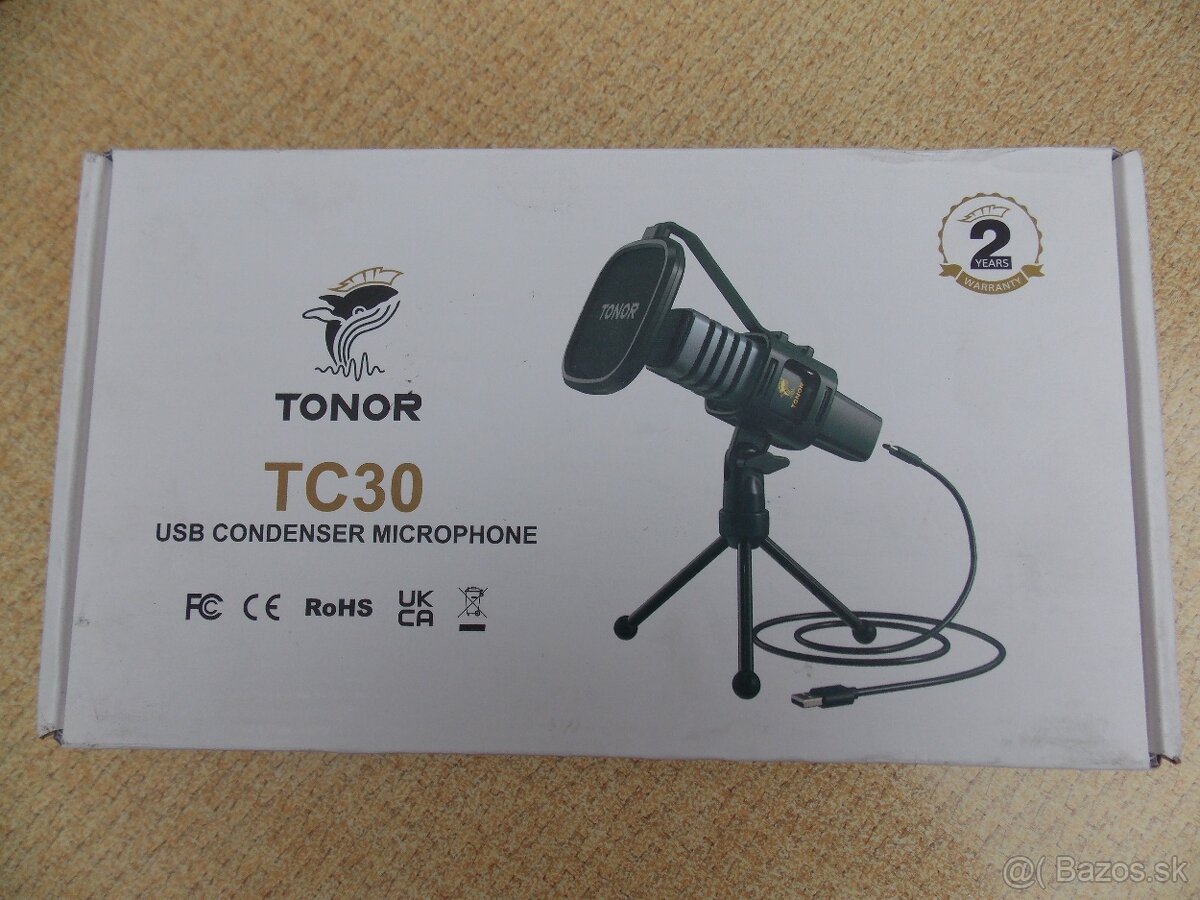 2
YEARS
WARRANTY
TONOR
TONOR
TONOR
TC30
USB CONDENSER MICROPHONE
FC CE RoHS UK
CA
@( Bazos.sk